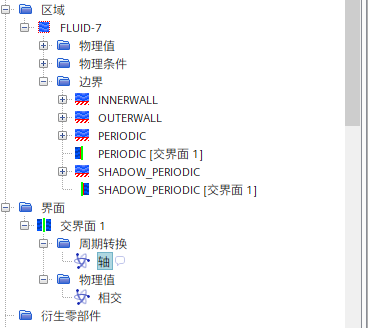 区域
FLUID-7
物理值
物理条件
边界
INNERWALL
OUTERWALL
PERIODIC
PERIODIC [交界面 1]
SHADOW_PERIODIC
SHADOW_PERIODIC [交界面 1]
界面
交界面 1
周期转换
轴
物理值
相交
衍生零部件